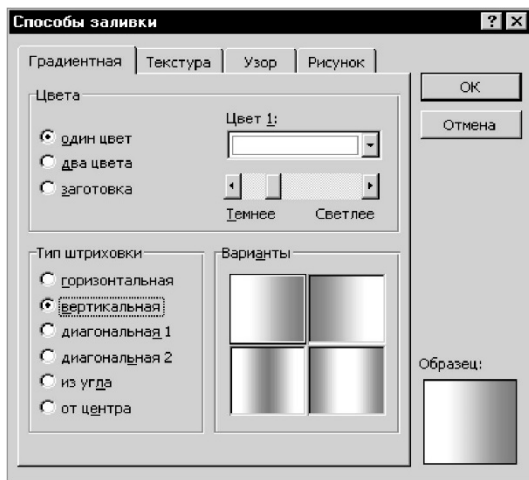 Способы заливки
Градиентная Текстура Узор Рисунок
Цвета
один цвет
два цвета
заготовка
Цвет 1:
Темнее Светлее
Тип штриховки
горизонтальная
вертикальная
диагональная 1
диагональная 2
из угла
от центра
Варианты
ОК
Отмена
Образец: